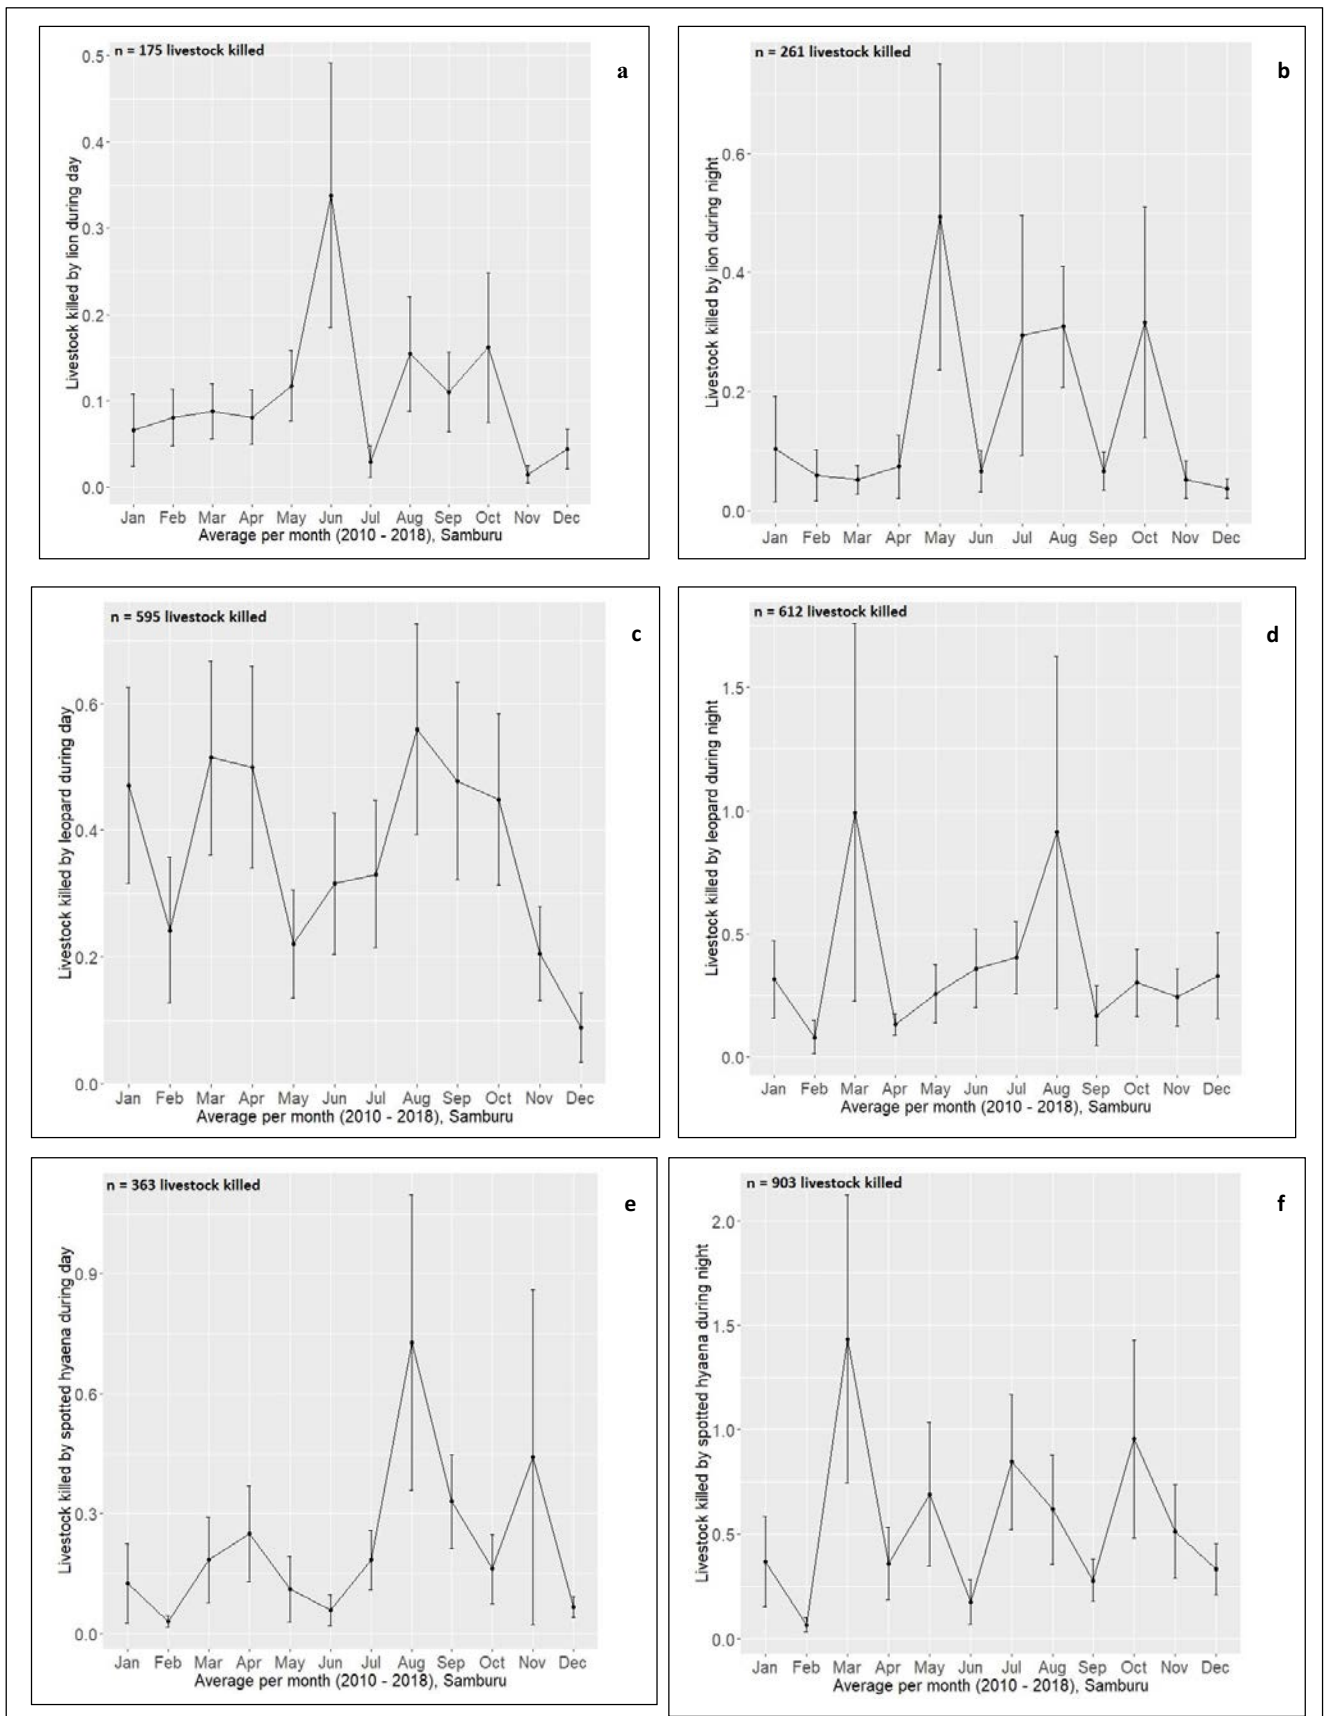 n = 175 livestock killed
a
Livestock killed by lion during day
0.5
0.4
0.3
0.2
0.1
0.0
Jan Feb Mar Apr May Jun Jul Aug Sep Oct Nov Dec
Average per month (2010 - 2018), Samburu
n = 261 livestock killed
b
Livestock killed by lion during night
0.6
0.4
0.2
0.0
Jan Feb Mar Apr May Jun Jul Aug Sep Oct Nov Dec
n = 595 livestock killed
c
Livestock killed by leopard during day
0.6
0.4
0.2
0.0
Jan Feb Mar Apr May Jun Jul Aug Sep Oct Nov Dec
Average per month (2010 - 2018), Samburu
n = 612 livestock killed
d
Livestock killed by leopard during night
1.5
1.0
0.5
0.0
Jan Feb Mar Apr May Jun Jul Aug Sep Oct Nov Dec
Average per month (2010 - 2018), Samburu
n = 363 livestock killed
e
Livestock killed by spotted hyaena during day
0.9
0.6
0.3
0.0
Jan Feb Mar Apr May Jun Jul Aug Sep Oct Nov Dec
Average per month (2010 - 2018), Samburu
n = 903 livestock killed
f
Livestock killed by spotted hyaena during night
2.0
1.5
1.0
0.5
0.0
Jan Feb Mar Apr May Jun Jul Aug Sep Oct Nov Dec
Average per month (2010 - 2018), Samburu